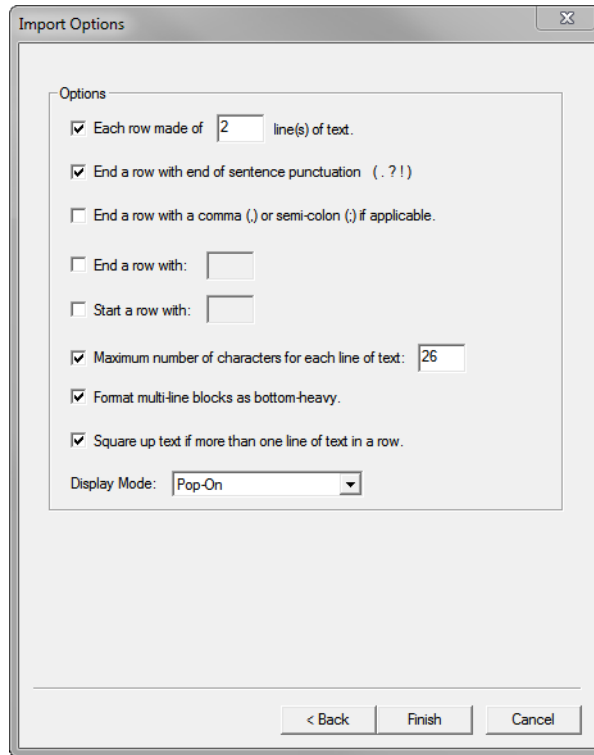 Import Options
Options
Each row made of 2 line(s) of text.
End a row with end of sentence punctuation ( . ? ! )
End a row with a comma (,) or semi-colon (;) if applicable.
End a row with:
Start a row with:
Maximum number of characters for each line of text: 26
Format multi-line blocks as bottom-heavy.
Square up text if more than one line of text in a row.
Display Mode: Pop-On
< Back Finish Cancel